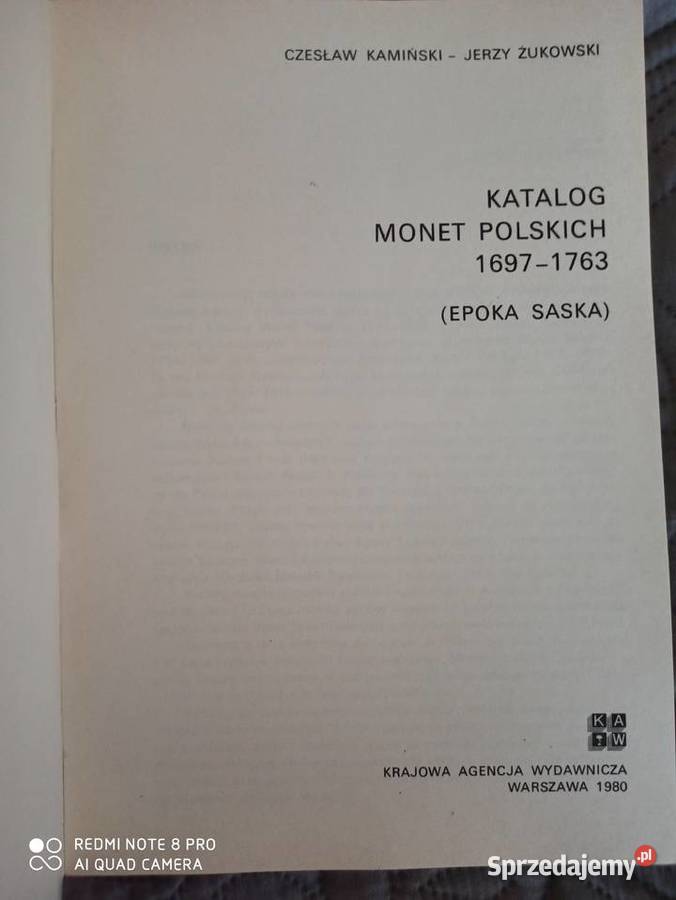 CZESŁAW KAMIŃSKI – JERZY ŻUKOWSKI
KATALOG
MONET POLSKICH
1697–1763
(EPOKA SASKA)
K A
W
KRAJOWA AGENCJA WYDAWNICZA
WARSZAWA 1980
REDMI NOTE 8 PRO
AI QUAD CAMERA
Sprzedajemy.pl